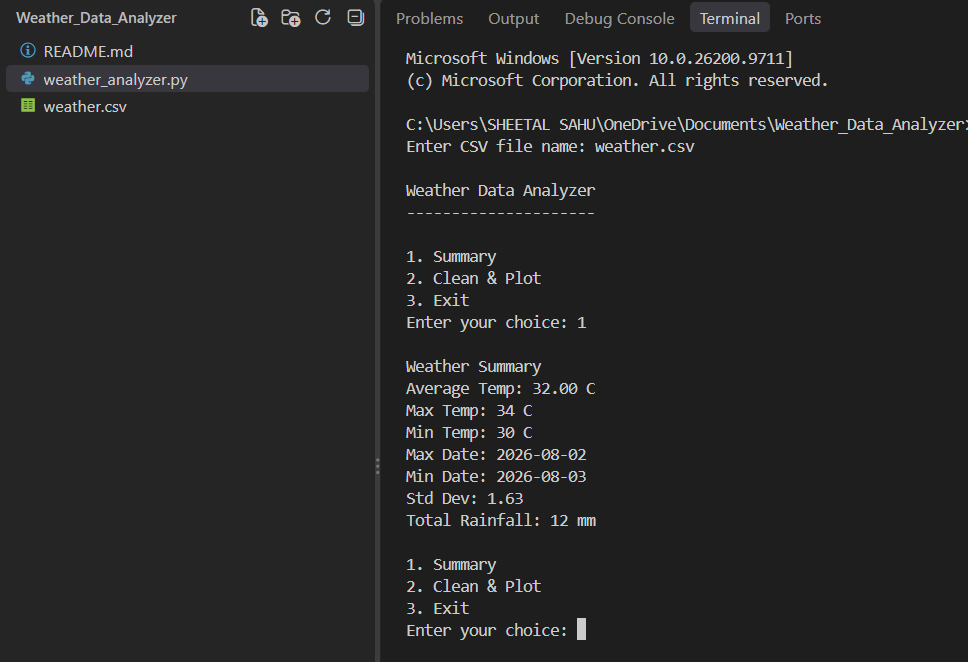 Weather_Data_Analyzer
README.md
weather_analyzer.py
weather.csv
Problems Output Debug Console Terminal Ports
Microsoft Windows [Version 10.0.26200.9711]
(c) Microsoft Corporation. All rights reserved.
C:\Users\SHEETAL SAHU\OneDrive\Documents\Weather_Data_Analyzer>
Enter CSV file name: weather.csv
Weather Data Analyzer
---------------------
1. Summary
2. Clean & Plot
3. Exit
Enter your choice: 1
Weather Summary
Average Temp: 32.00 C
Max Temp: 34 C
Min Temp: 30 C
Max Date: 2026-08-02
Min Date: 2026-08-03
Std Dev: 1.63
Total Rainfall: 12 mm
1. Summary
2. Clean & Plot
3. Exit
Enter your choice: